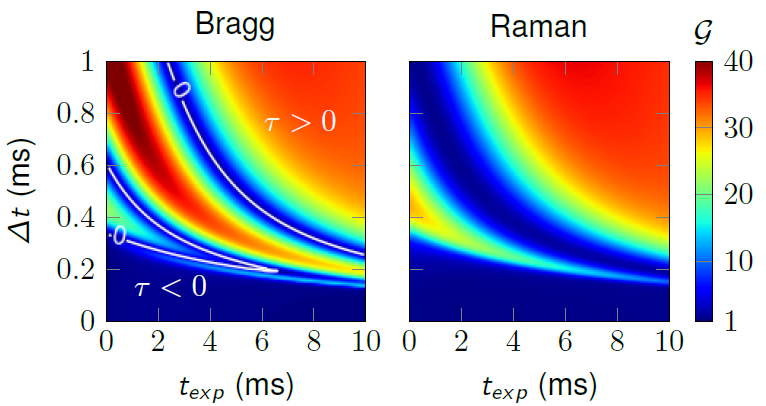 Bragg
Raman
𝒢
Δt (ms)
1
0.8
0.6
0.4
0.2
0
0
0
τ > 0
τ < 0
0 2 4 6 8 10
t_exp (ms)
0 2 4 6 8 10
t_exp (ms)
40
30
20
10
1